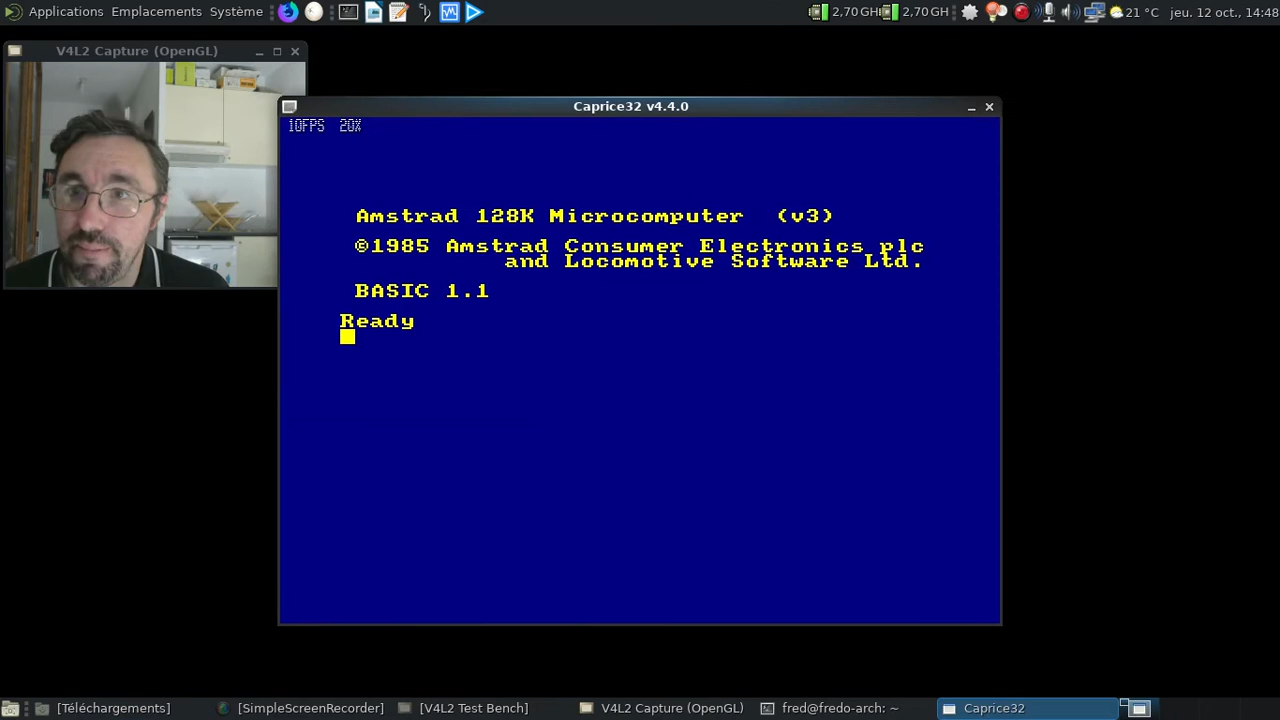 Applications Emplacements Système
2,70GH 2,70 GH
21 °C jeu. 12 oct., 14:48
V4L2 Capture (OpenGL)
Caprice32 v4.4.0
10FPS 20%
Amstrad 128K Microcomputer (v3)
©1985 Amstrad Consumer Electronics plc
and Locomotive Software Ltd.
BASIC 1.1
Ready
[Téléchargements] [SimpleScreenRecorder] [V4L2 Test Bench] V4L2 Capture (OpenGL) fred@fredo-arch: ~ Caprice32